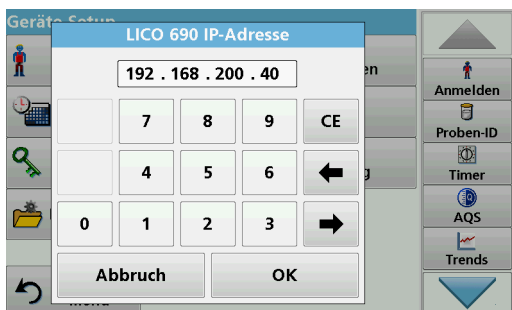 Geräte Setup
LICO 690 IP-Adresse
192 . 168 . 200 . 40
en
7 8 9 CE
4 5 6
g
0 1 2 3
Abbruch OK
Menü
Anmelden
Proben-ID
Timer
AQS
Trends